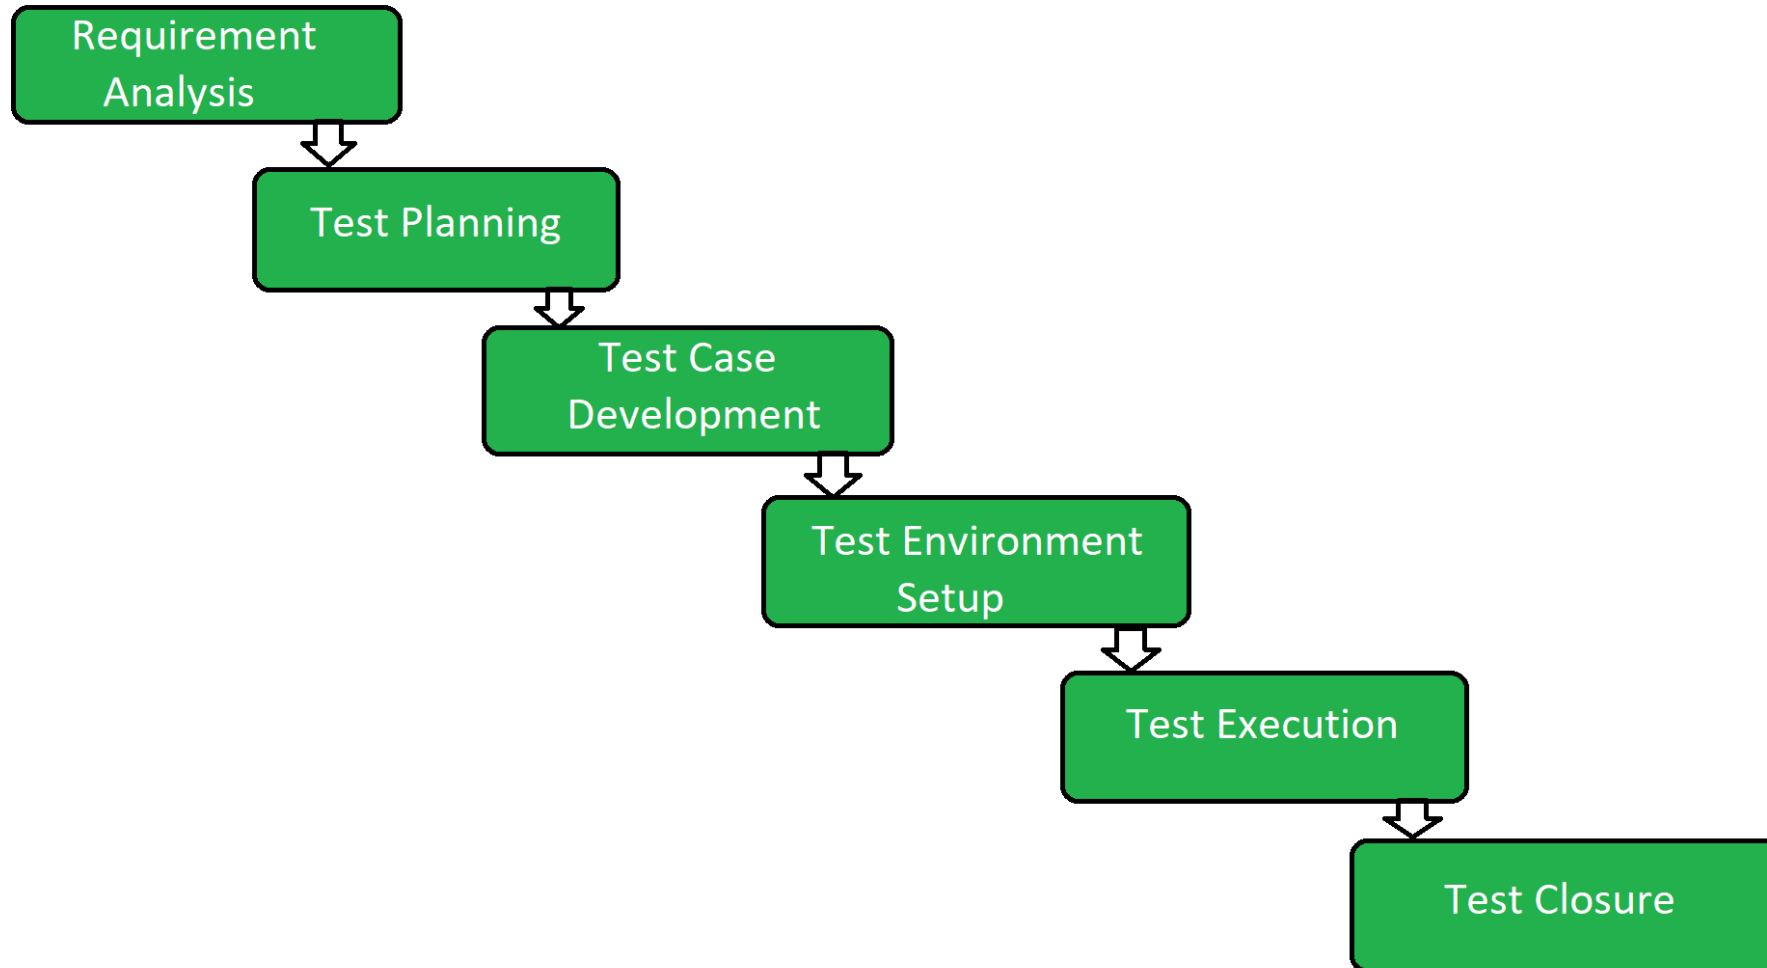 Requirement
Analysis
Test Planning
Test Case
Development
Test Environment
Setup
Test Execution
Test Closure